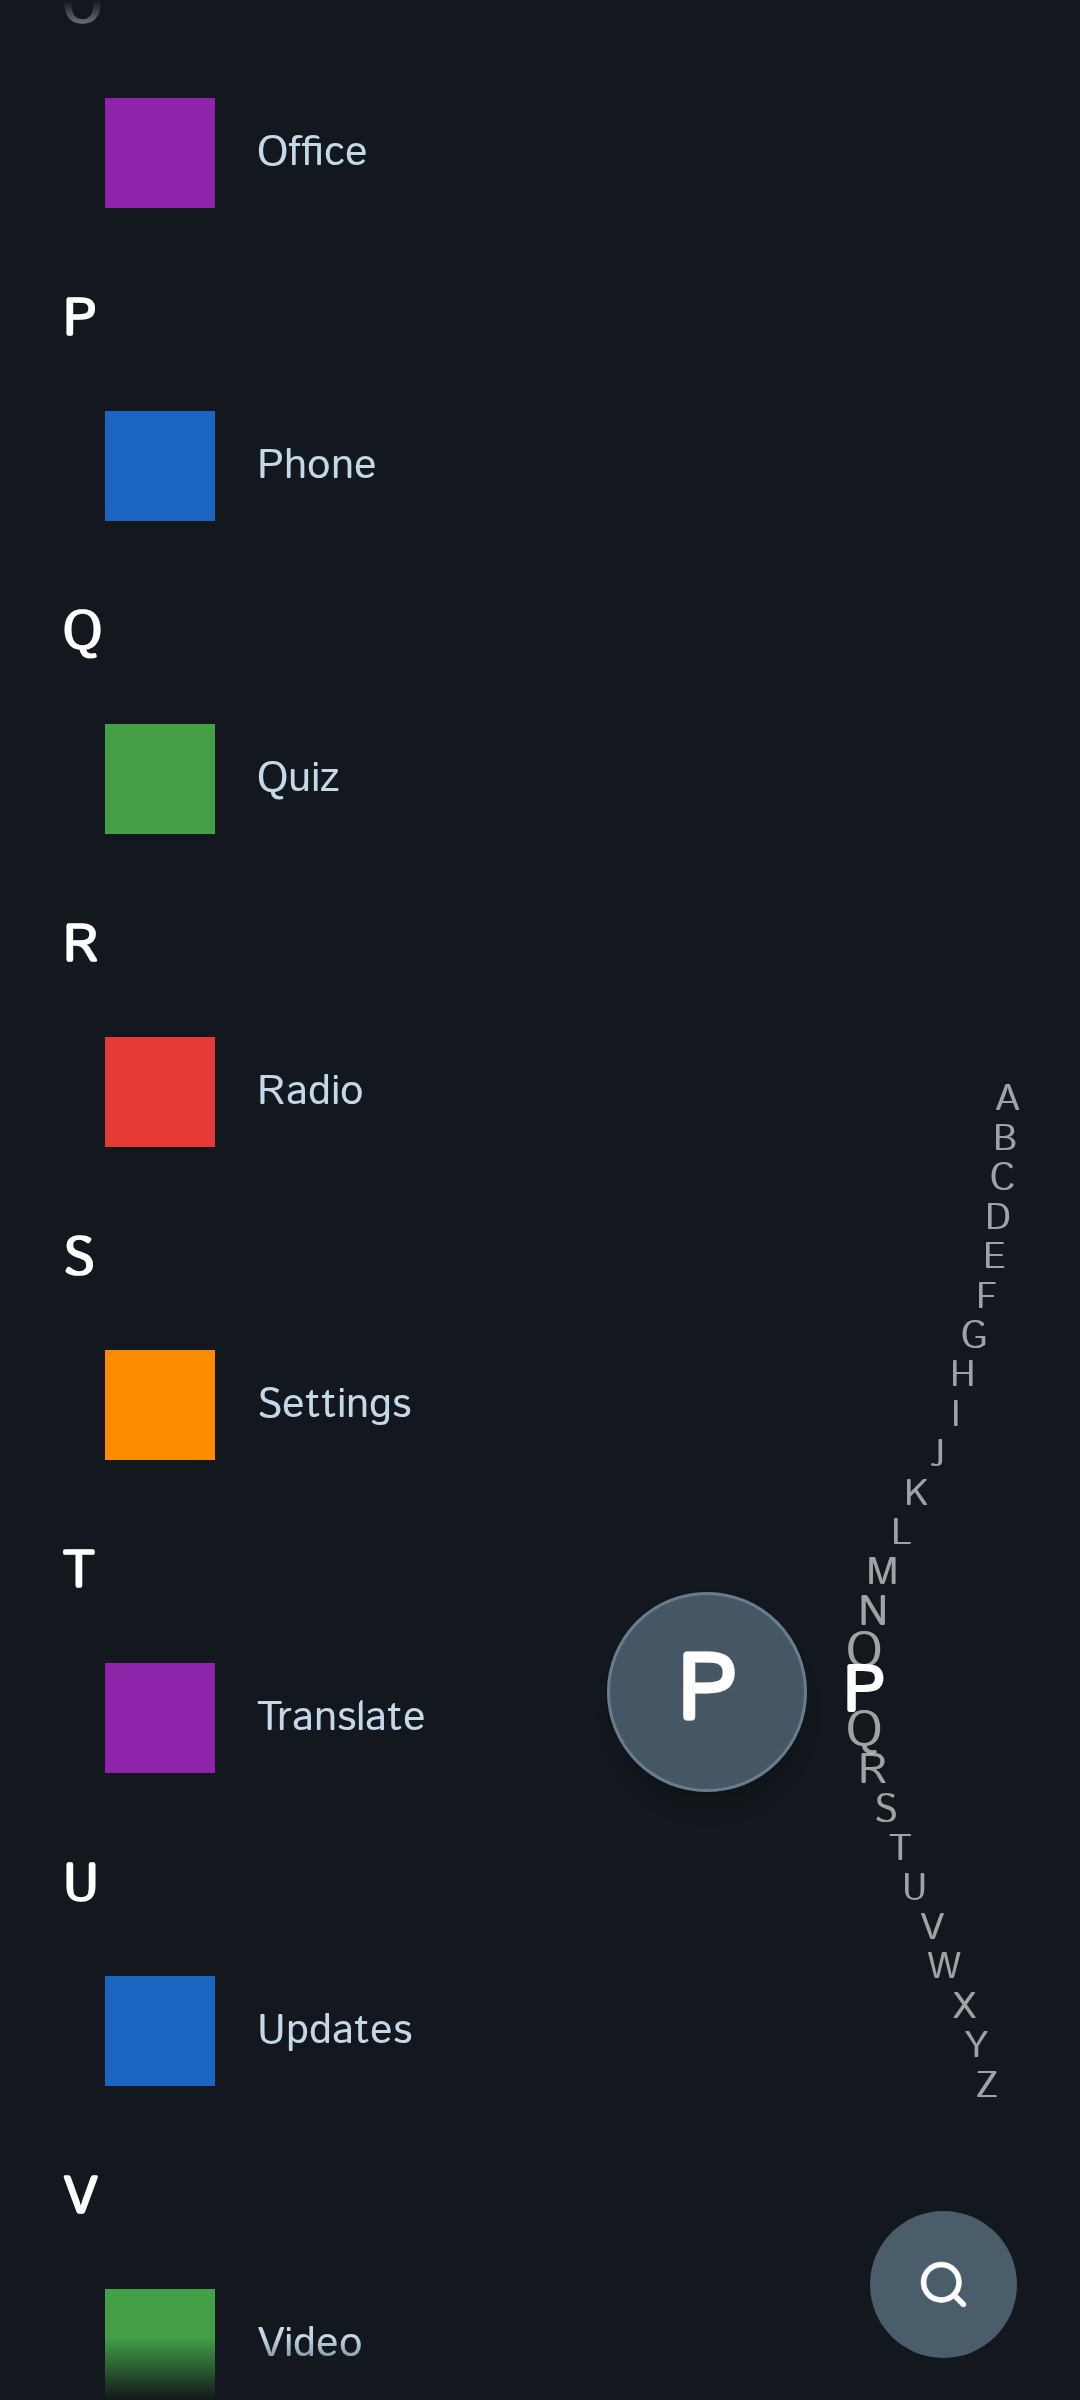 O
Office
P
Phone
Q
Quiz
R
Radio
S
Settings
T
Translate
U
Updates
V
Video
P
A
B
C
D
E
F
G
H
I
J
K
L
M
N
O
P
Q
R
S
T
U
V
W
X
Y
Z